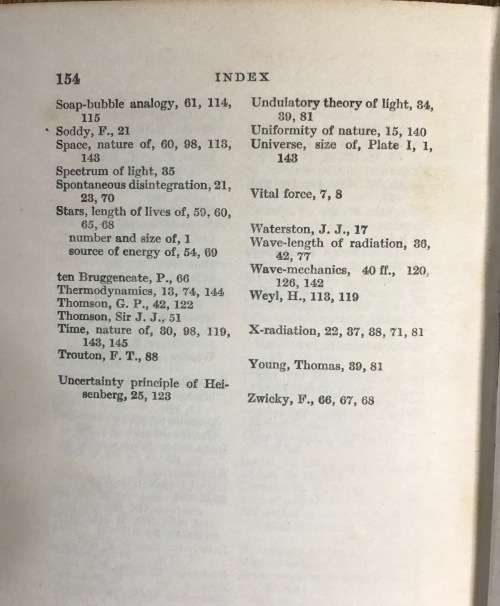 154 INDEX
Soap-bubble analogy, 61, 114,
115
Soddy, F., 21
Space, nature of, 60, 98, 113,
143
Spectrum of light, 35
Spontaneous disintegration, 21,
23, 70
Stars, length of lives of, 59, 60,
65, 68
number and size of, 1
source of energy of, 54, 69
ten Bruggencate, P., 66
Thermodynamics, 13, 74, 144
Thomson, G. P., 42, 122
Thomson, Sir J. J., 51
Time, nature of, 30, 98, 119,
143, 145
Trouton, F. T., 88
Uncertainty principle of Hei-
senberg, 25, 123
Undulatory theory of light, 34,
39, 81
Uniformity of nature, 15, 140
Universe, size of, Plate I, 1,
143
Vital force, 7, 8
Waterston, J. J., 17
Wave-length of radiation, 36,
42, 77
Wave-mechanics, 40 ff., 120,
126, 142
Weyl, H., 113, 119
X-radiation, 22, 37, 38, 71, 81
Young, Thomas, 39, 81
Zwicky, F., 66, 67, 68